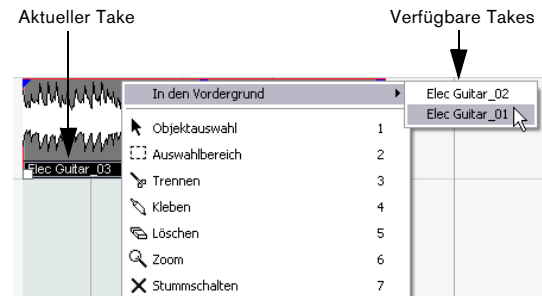 Aktueller Take
Verfügbare Takes
In den Vordergrund
Elec Guitar_02
Elec Guitar_01
Elec Guitar_03
Objektauswahl 1
Auswahlbereich 2
Trennen 3
Kleben 4
Löschen 5
Zoom 6
Stummschalten 7